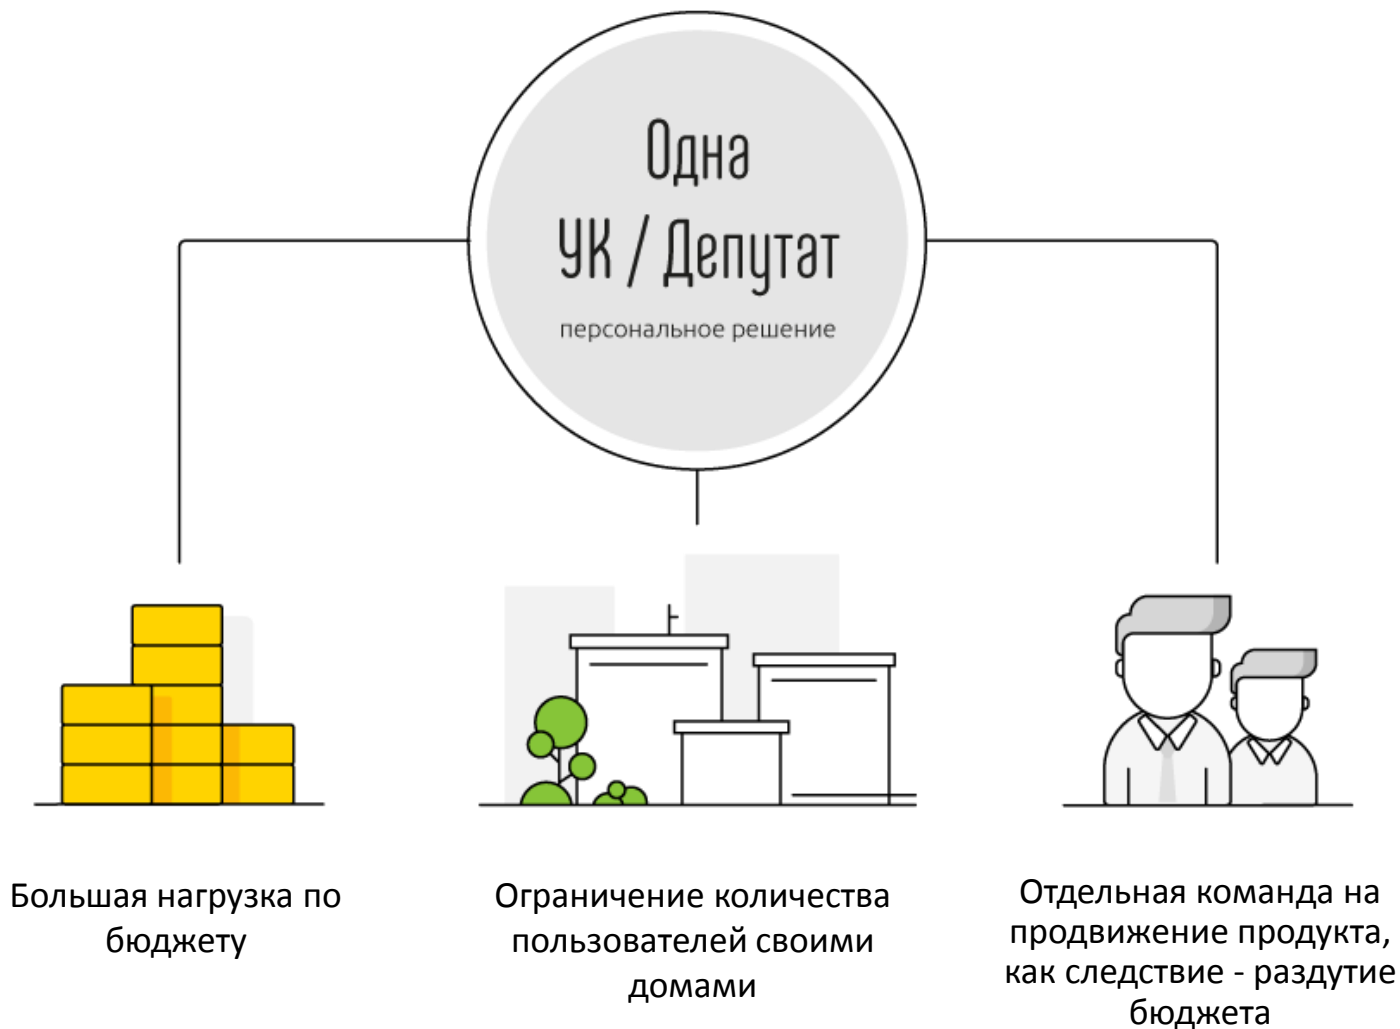 Одна
УК / Депутат
персональное решение
Большая нагрузка по
бюджету
Ограничение количества
пользователей своими
домами
Отдельная команда на
продвижение продукта,
как следствие - раздутие
бюджета